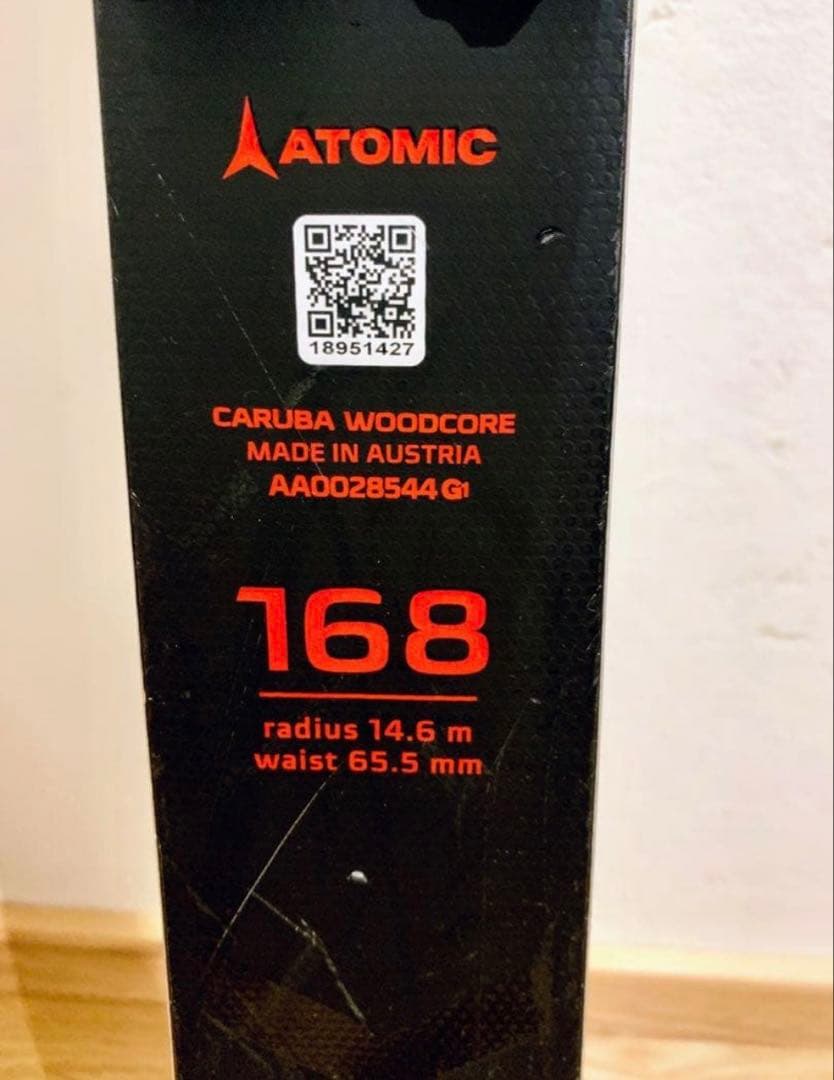 ATOMIC
18951427
CARUBA WOODCORE
MADE IN AUSTRIA
AA0028544 G1
168
radius 14.6 m
waist 65.5 mm